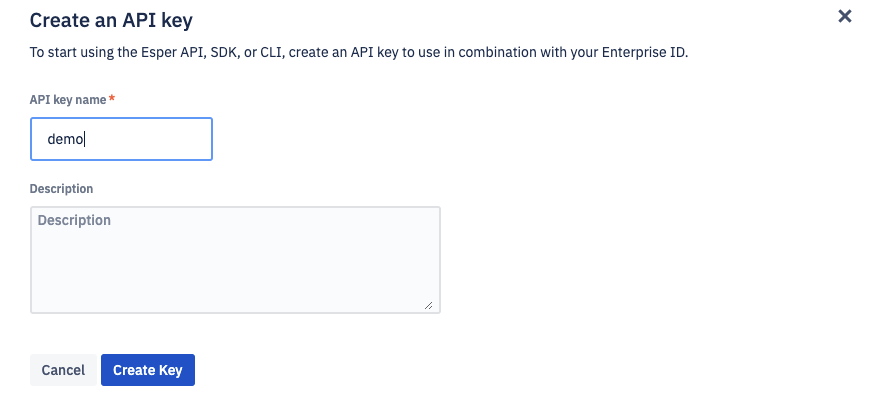 Create an API key
To start using the Esper API, SDK, or CLI, create an API key to use in combination with your Enterprise ID.
API key name *
demo
Description
Description
Cancel Create Key